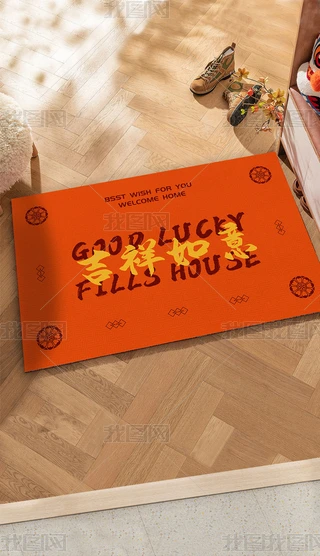 BSST WISH FOR YOU
WELCOME HOME
GOOD LUCKY
吉祥如意
FILLS HOUSE